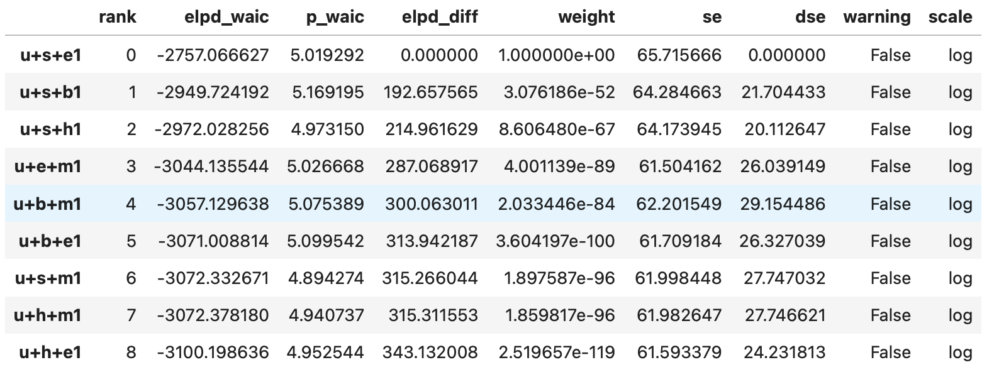 rank elpd_waic p_waic elpd_diff weight se dse warning scale
u+s+e1 0 -2757.066627 5.019292 0.000000 1.000000e+00 65.715666 0.000000 False log
u+s+b1 1 -2949.724192 5.169195 192.657565 3.076186e-52 64.284663 21.704433 False log
u+s+h1 2 -2972.028256 4.973150 214.961629 8.606480e-67 64.173945 20.112647 False log
u+e+m1 3 -3044.135544 5.026668 287.068917 4.001139e-89 61.504162 26.039149 False log
u+b+m1 4 -3057.129638 5.075389 300.063011 2.033446e-84 62.201549 29.154486 False log
u+b+e1 5 -3071.008814 5.099542 313.942187 3.604197e-100 61.709184 26.327039 False log
u+s+m1 6 -3072.332671 4.894274 315.266044 1.897587e-96 61.998448 27.747032 False log
u+h+m1 7 -3072.378180 4.940737 315.311553 1.859817e-96 61.982647 27.746621 False log
u+h+e1 8 -3100.198636 4.952544 343.132008 2.519657e-119 61.593379 24.231813 False log